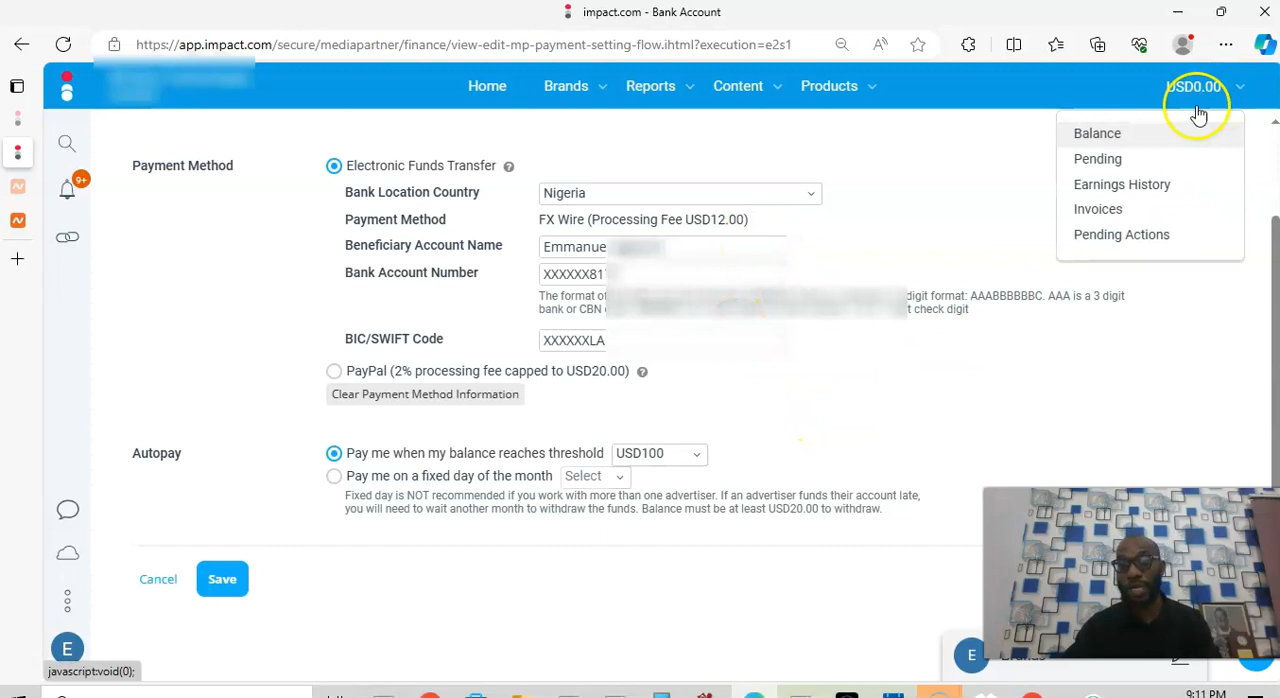 impact.com - Bank Account
https://app.impact.com/secure/mediapartner/finance/view-edit-mp-payment-setting-flow.ihtml?execution=e2s1
Home Brands Reports Content Products USD0.00
Balance
Pending
Earnings History
Invoices
Pending Actions
9+
Payment Method
Electronic Funds Transfer
Bank Location Country Nigeria
Payment Method FX Wire (Processing Fee USD12.00)
Beneficiary Account Name Emmanue
Bank Account Number XXXXXX81
The format of digit format: AAABBBBBBC. AAA is a 3 digit
bank or CBN t check digit
BIC/SWIFT Code XXXXXXLA
PayPal (2% processing fee capped to USD20.00)
Clear Payment Method Information
Autopay
Pay me when my balance reaches threshold USD100
Pay me on a fixed day of the month Select
Fixed day is NOT recommended if you work with more than one advertiser. If an advertiser funds their account late,
you will need to wait another month to withdraw the funds. Balance must be at least USD20.00 to withdraw.
Cancel Save
E
E
javascript:void(0);
9:11 PM